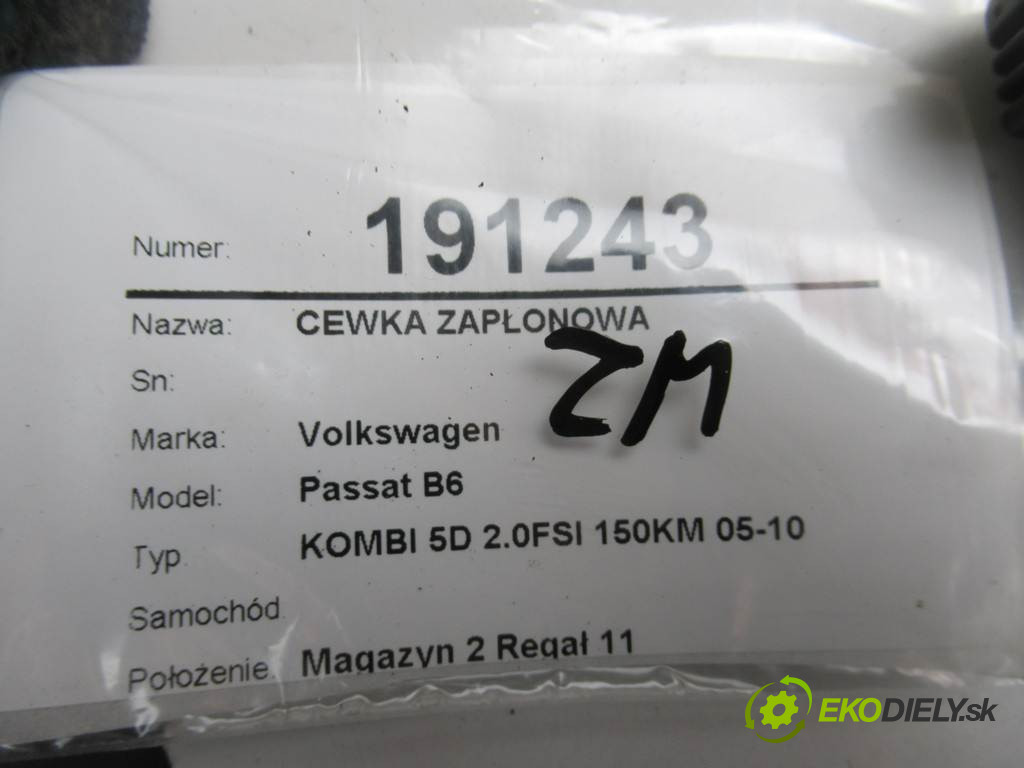 Numer: 191243
Nazwa: CEWKA ZAPŁONOWA
ZM
Sn:
Marka: Volkswagen
Model: Passat B6
Typ KOMBI 5D 2.0FSI 150KM 05-10
Samochód
Położenie: Magazyn 2 Regał 11
EKODIELY.sk